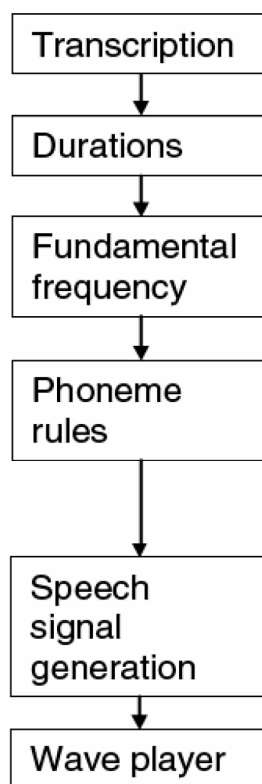 Transcription
Durations
Fundamental
frequency
Phoneme
rules
Speech
signal
generation
Wave player